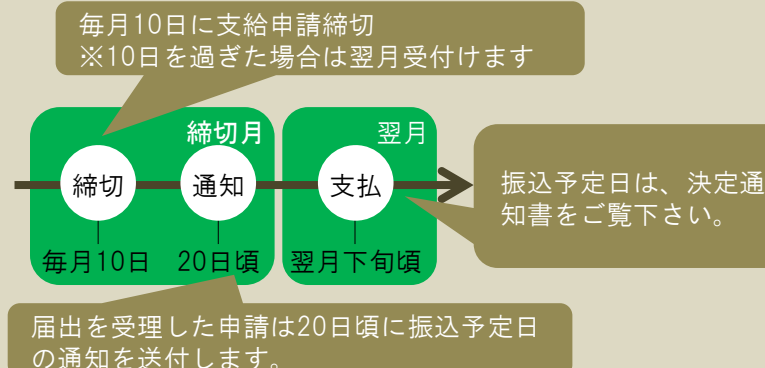 毎月10日に支給申請締切
※10日を過ぎた場合は翌月受付けます
締切月
翌月
締切
通知
支払
振込予定日は、決定通
知書をご覧下さい。
毎月10日
20日頃
翌月下旬頃
届出を受理した申請は20日頃に振込予定日
の通知を送付します。